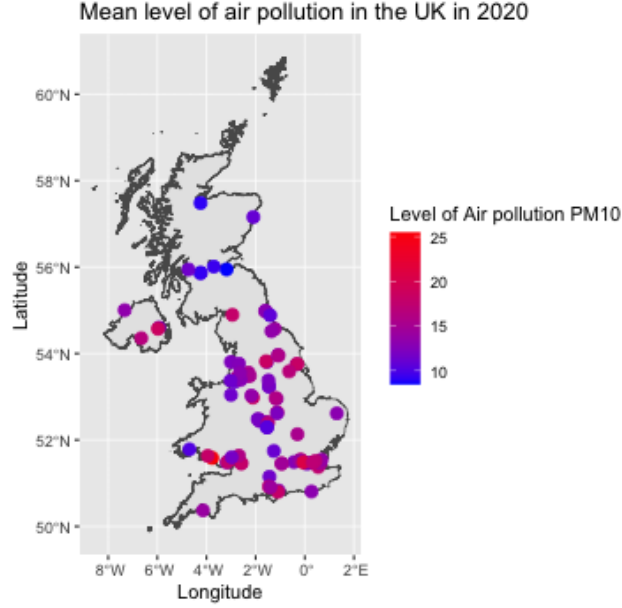 Mean level of air pollution in the UK in 2020
60°N
58°N
56°N
54°N
52°N
50°N
Latitude
8°W 6°W 4°W 2°W 0° 2°E
Longitude
Level of Air pollution PM10
25
20
15
10